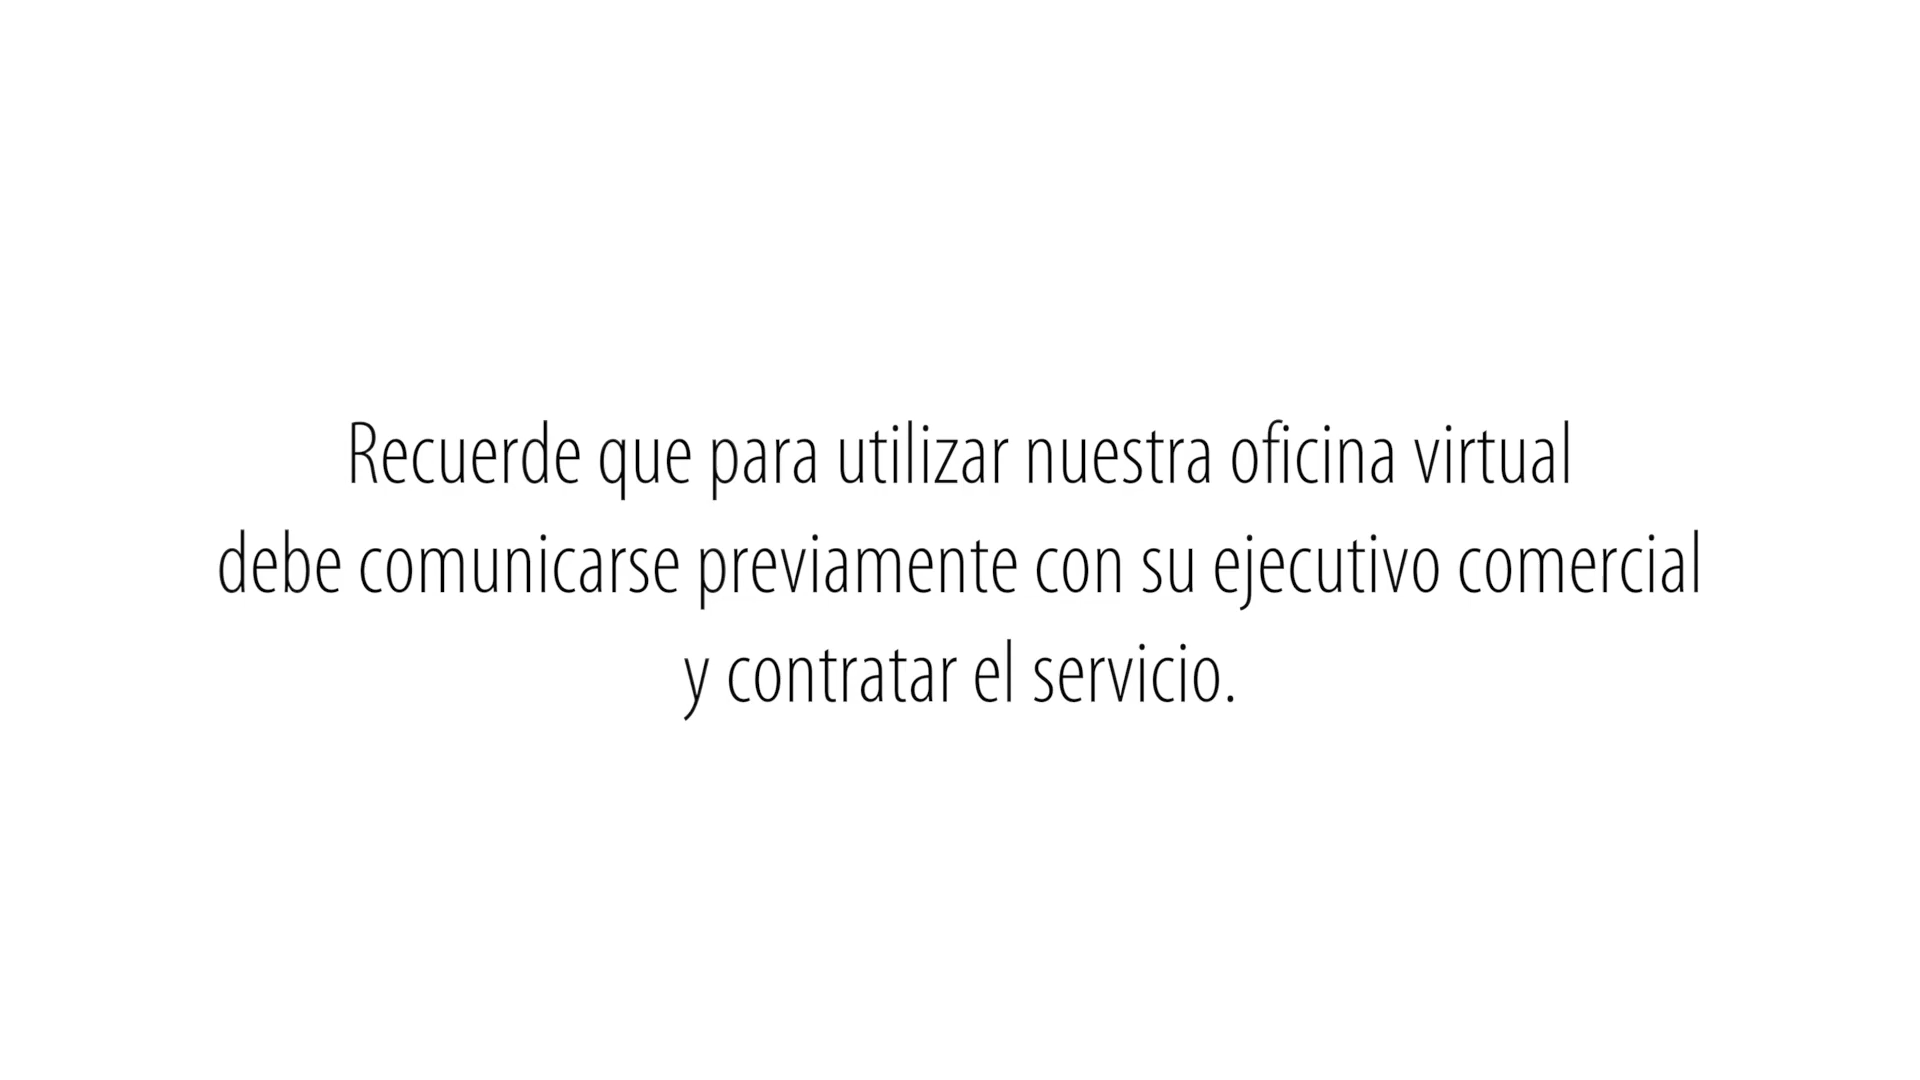 Recuerde que para utilizar nuestra oficina virtual
debe comunicarse previamente con su ejecutivo comercial
y contratar el servicio.